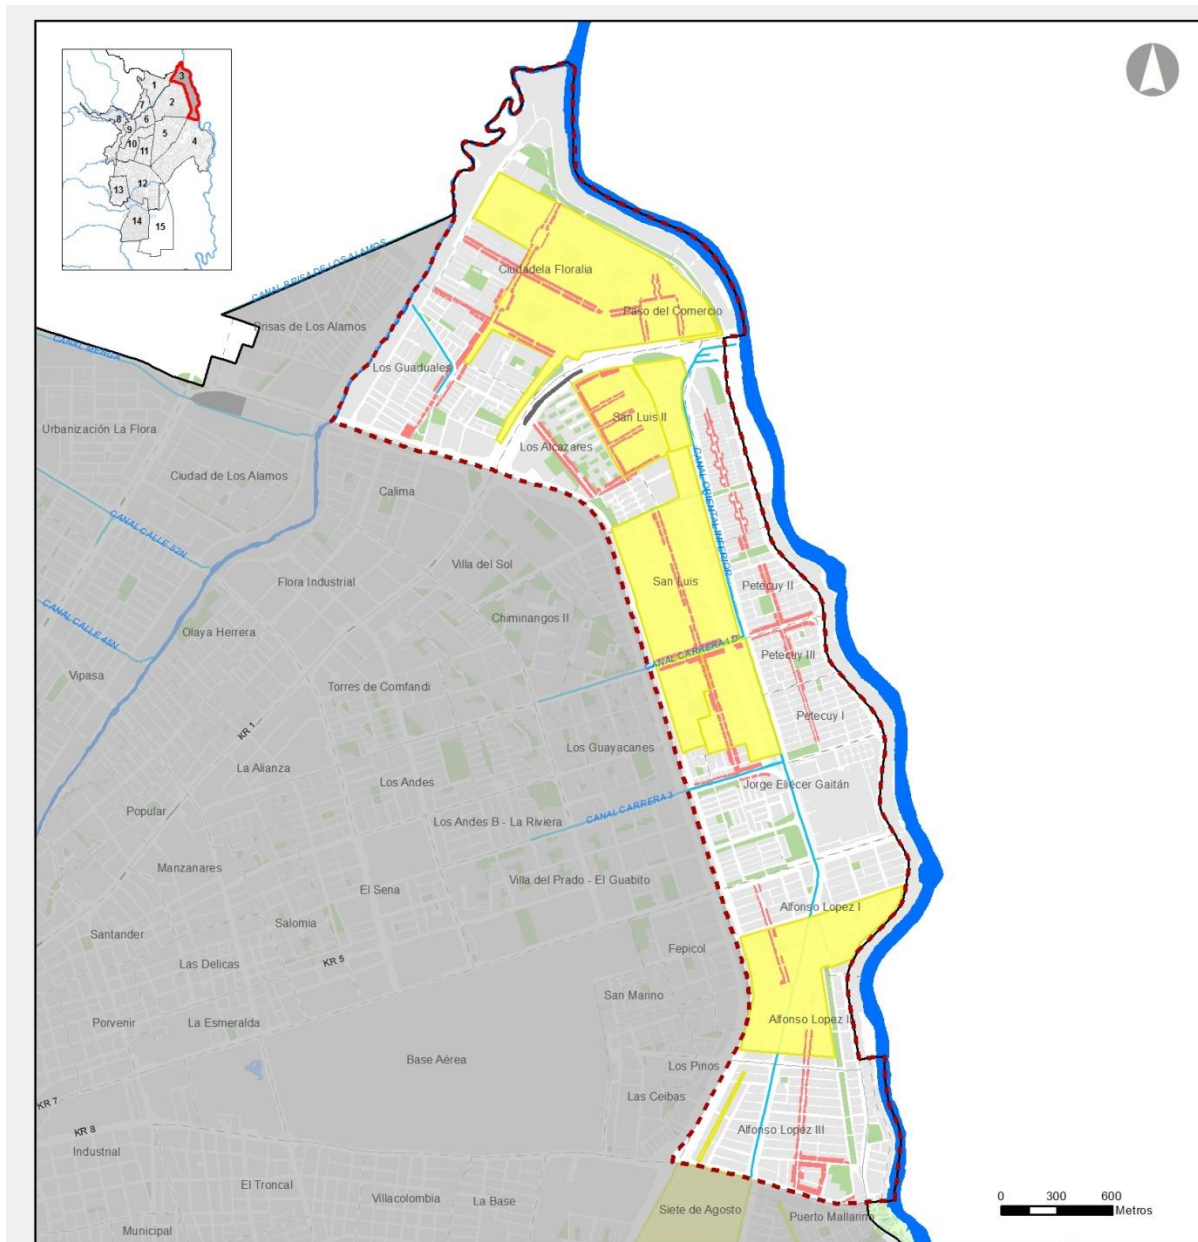 1
3
2
7
8
6
9
5
4
10
11
13
12
14
15
CANAL BRISA DE LOS ALAMOS
Ciudadela Floralia
Paso del Comercio
Brisas de Los Alamos
CANAL MENGA
Los Guaduales
San Luis II
Urbanización La Flora
Los Alcazares
Ciudad de Los Alamos
Calima
CANAL ORIENTAL INFERIOR
CANAL CALLE 52N
Villa del Sol
Flora Industrial
San Luis
Petecuy II
CANAL CALLE 45N
Chiminangos II
Olaya Herrera
CANAL CARRERA 1D
Petecuy III
Vipasa
Torres de Comfandi
Petecuy I
KR 1
Los Guayacanes
La Alianza
Los Andes
Jorge Eliécer Gaitán
CANAL CARRERA 3
Popular
Los Andes B - La Riviera
Manzanares
Villa del Prado - El Guabito
El Sena
Alfonso Lopez I
Salomia
Santander
Fepicol
KR 5
Las Delicas
San Marino
Porvenir
La Esmeralda
Alfonso Lopez II
Base Aérea
Los Pinos
KR 7
Las Ceibas
KR 8
Alfonso Lopez III
Industrial
El Troncal
Villacolombia
La Base
Siete de Agosto
Puerto Mallarino
Municipal
0 300 600
Metros